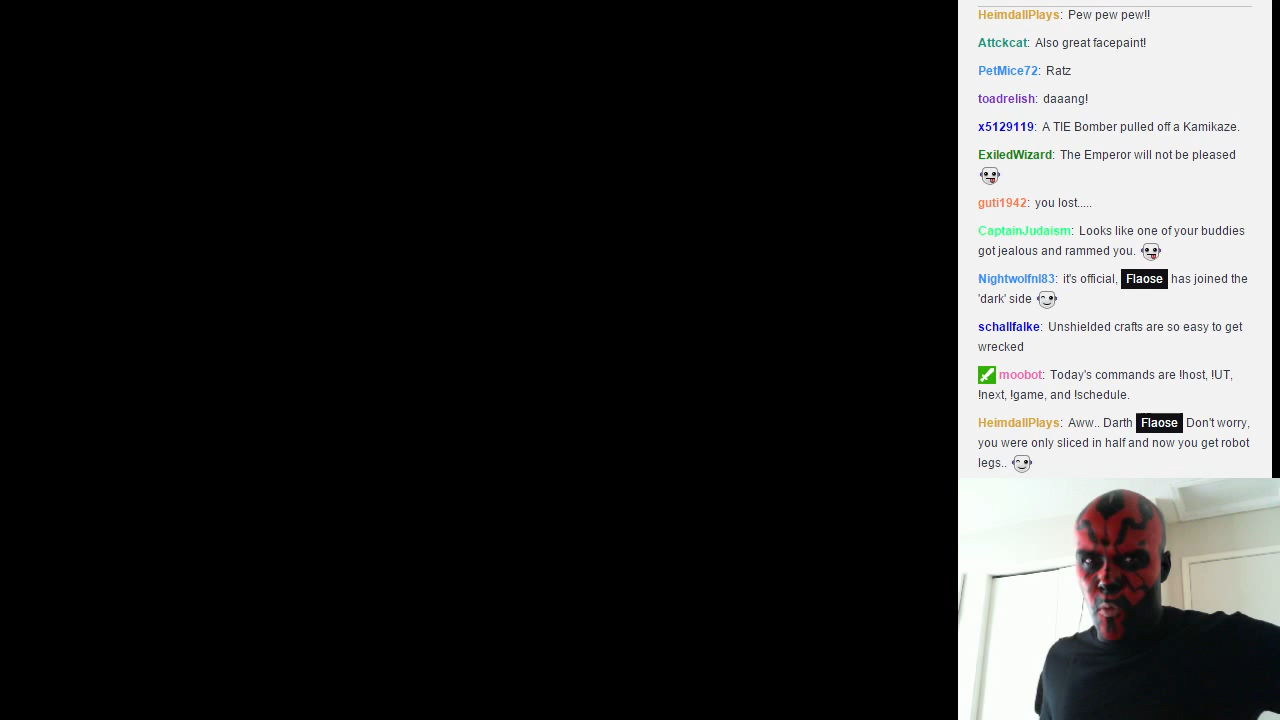 HeimdallPlays: Pew pew pew!!
Attckcat: Also great facepaint!
PetMice72: Ratz
toadrelish: daaang!
x5129119: A TIE Bomber pulled off a Kamikaze.
ExiledWizard: The Emperor will not be pleased
guti1942: you lost.....
CaptainJudaism: Looks like one of your buddies
got jealous and rammed you.
Nightwolfnl83: it's official, Flaose has joined the
'dark' side
schallfalke: Unshielded crafts are so easy to get
wrecked
moobot: Today's commands are !host, !UT,
!next, !game, and !schedule.
HeimdallPlays: Aww.. Darth Flaose Don't worry,
you were only sliced in half and now you get robot
legs..